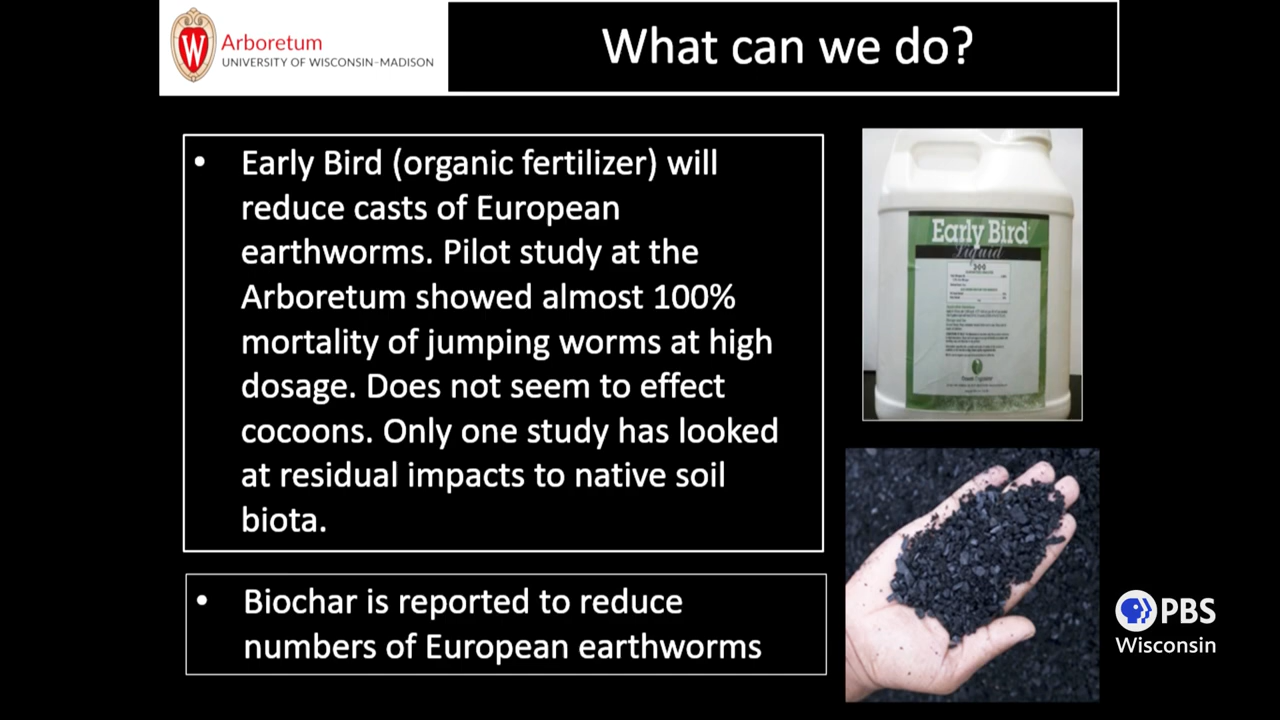 W
Arboretum
UNIVERSITY OF WISCONSIN–MADISON
What can we do?
• Early Bird (organic fertilizer) will
reduce casts of European
earthworms. Pilot study at the
Arboretum showed almost 100%
mortality of jumping worms at high
dosage. Does not seem to effect
cocoons. Only one study has looked
at residual impacts to native soil
biota.
• Biochar is reported to reduce
numbers of European earthworms
Early Bird
Liquid
3-0-1
PBS
Wisconsin